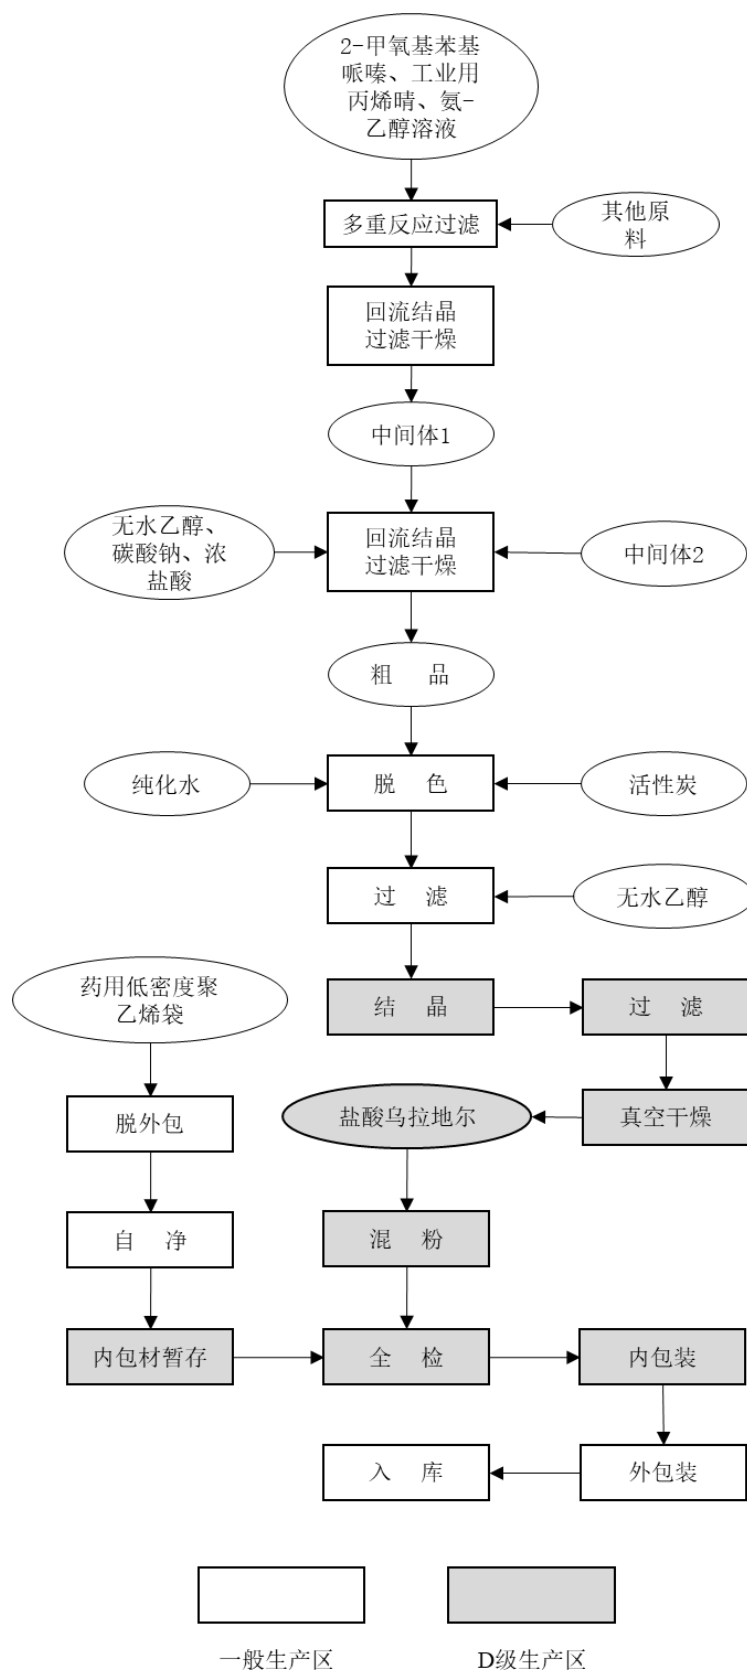 2-甲氧基苯基
哌嗪、工业用
丙烯晴、氨-
乙醇溶液
多重反应过滤
其他原
料
回流结晶
过滤干燥
中间体1
无水乙醇、
碳酸钠、浓
盐酸
回流结晶
过滤干燥
中间体2
粗 品
纯化水
脱 色
活性炭
过 滤
无水乙醇
药用低密度聚
乙烯袋
结 晶
过 滤
脱外包
盐酸乌拉地尔
真空干燥
自 净
混 粉
内包材暂存
全 检
内包装
入 库
外包装
一般生产区
D级生产区